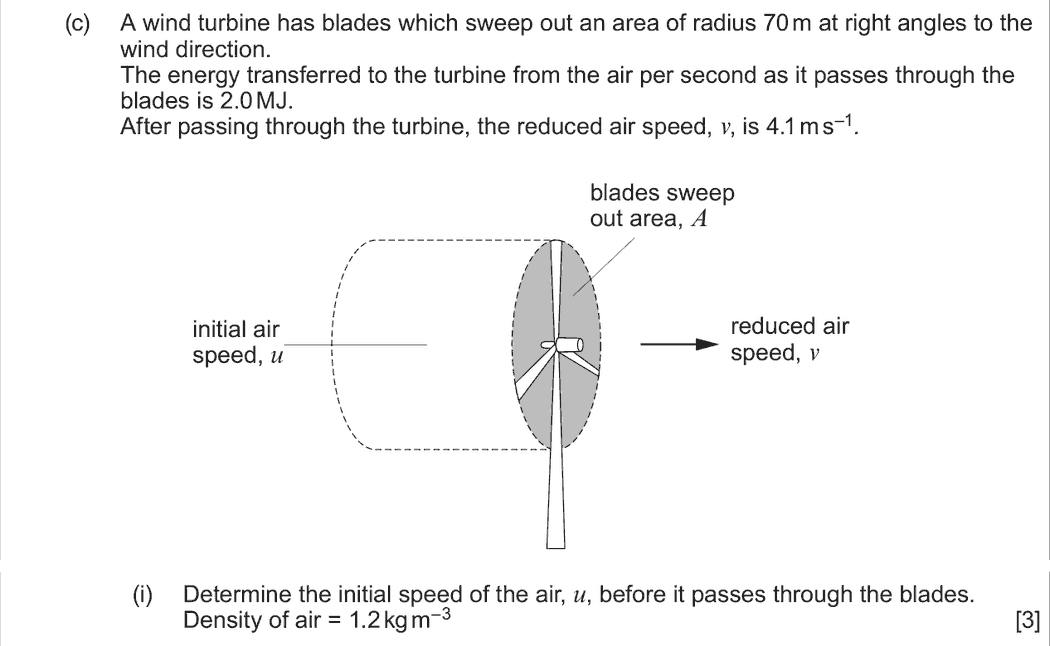 (c) A wind turbine has blades which sweep out an area of radius 70 m at right angles to the
wind direction.
The energy transferred to the turbine from the air per second as it passes through the
blades is 2.0 MJ.
After passing through the turbine, the reduced air speed, v, is 4.1 m s⁻¹.
blades sweep
out area, A
initial air
speed, u
reduced air
speed, v
(i) Determine the initial speed of the air, u, before it passes through the blades.
Density of air = 1.2 kg m⁻³ [3]